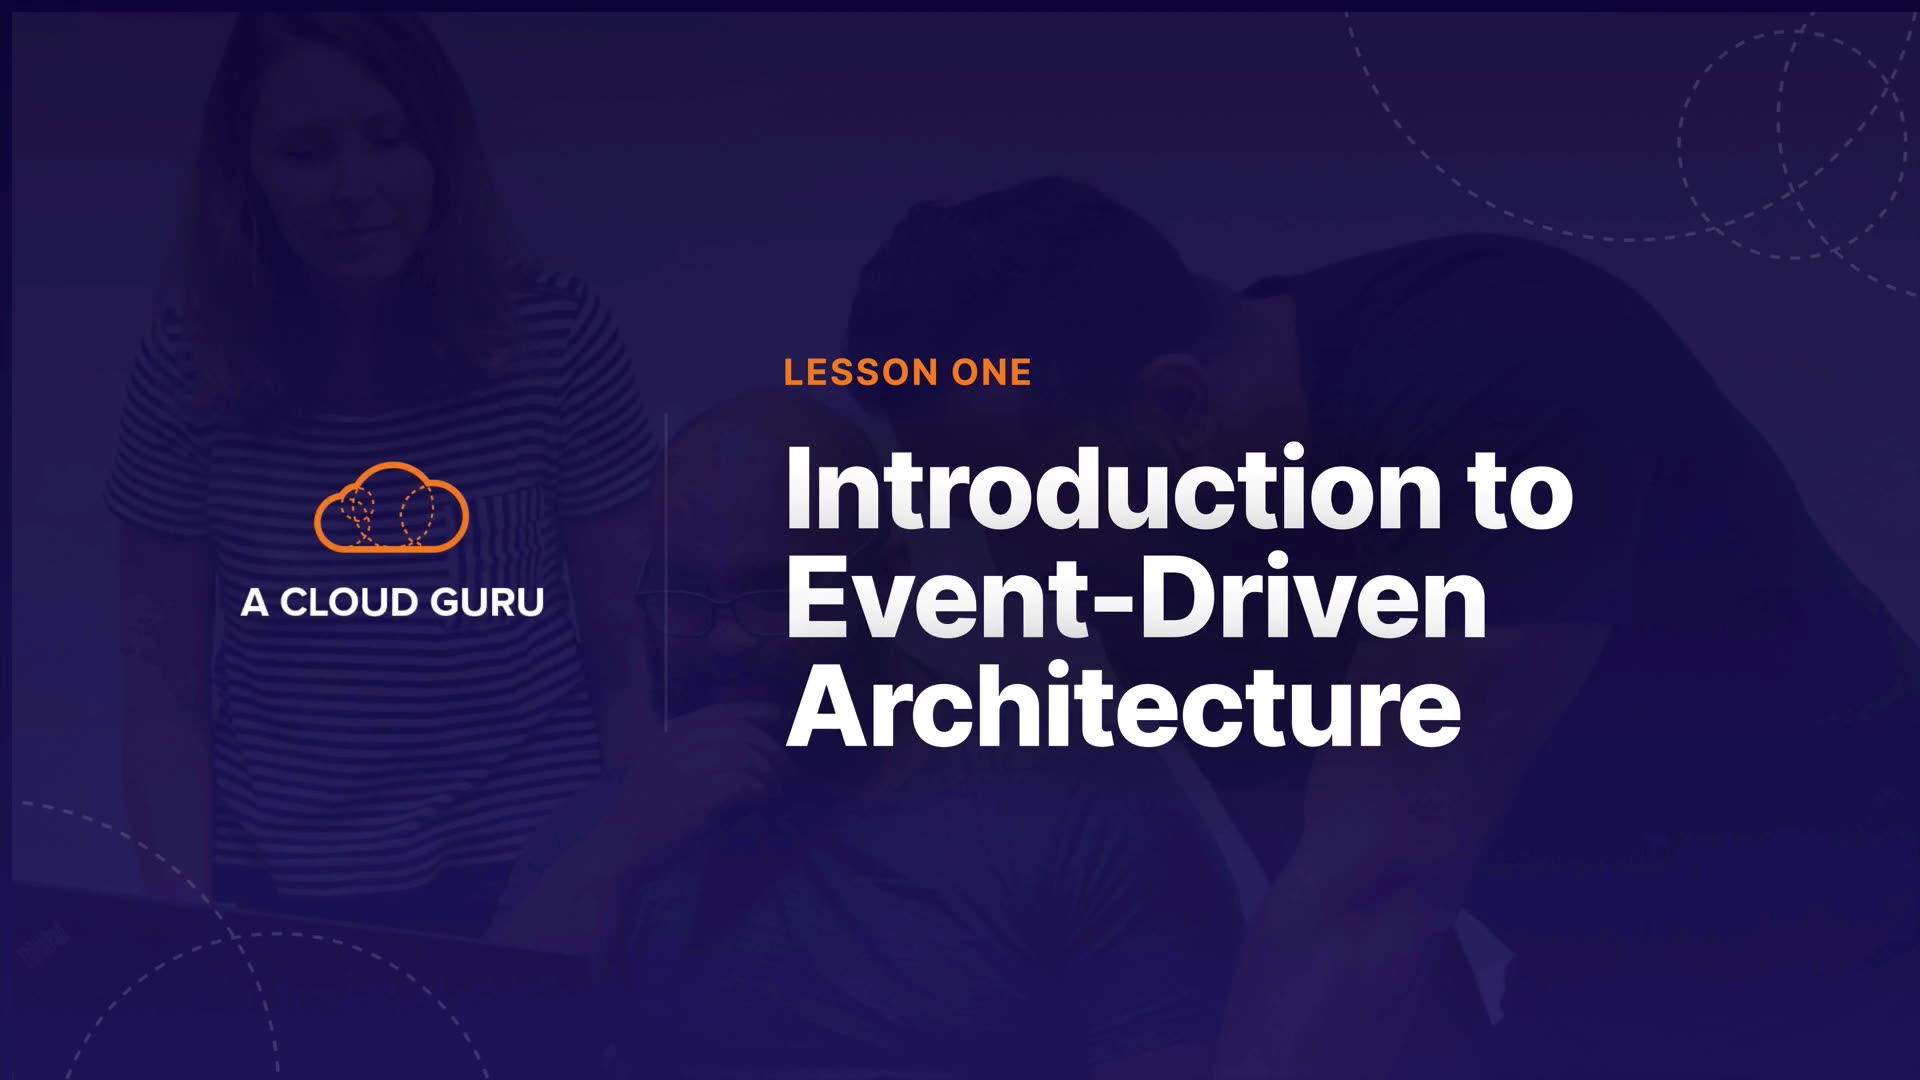 LESSON ONE
Introduction to
Event-Driven
Architecture
A CLOUD GURU